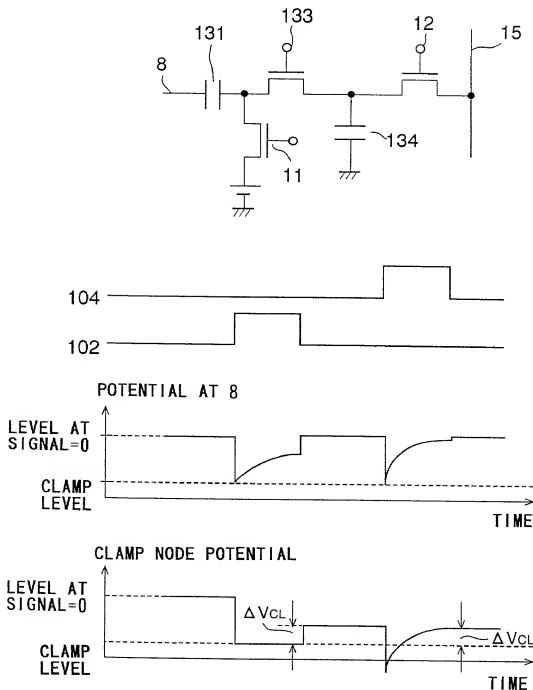 133
12
15
131
8
134
11
104
102
POTENTIAL AT 8
LEVEL AT
SIGNAL=0
CLAMP
LEVEL
TIME
CLAMP NODE POTENTIAL
LEVEL AT
SIGNAL=0
ΔVCL
ΔVCL
CLAMP
LEVEL
TIME